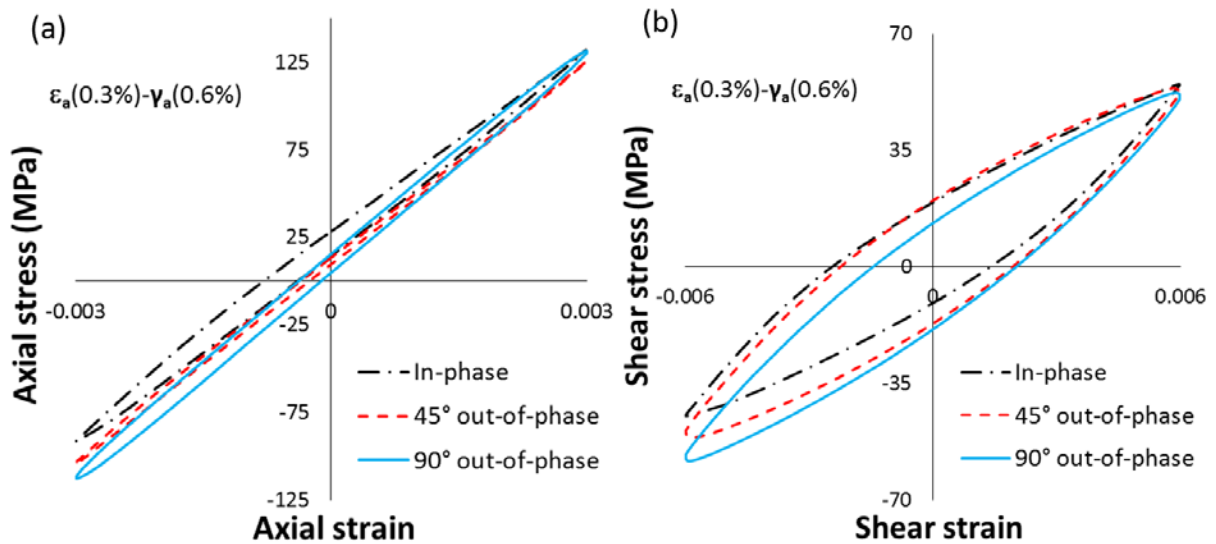 (a)
125
εₐ(0.3%)-γₐ(0.6%)
75
25
-0.003
0
0.003
-25
-75
-125
Axial stress (MPa)
Axial strain
In-phase
45° out-of-phase
90° out-of-phase
(b)
70
εₐ(0.3%)-γₐ(0.6%)
35
0
-0.006
0
0.006
-35
-70
Shear stress (MPa)
Shear strain
In-phase
45° out-of-phase
90° out-of-phase